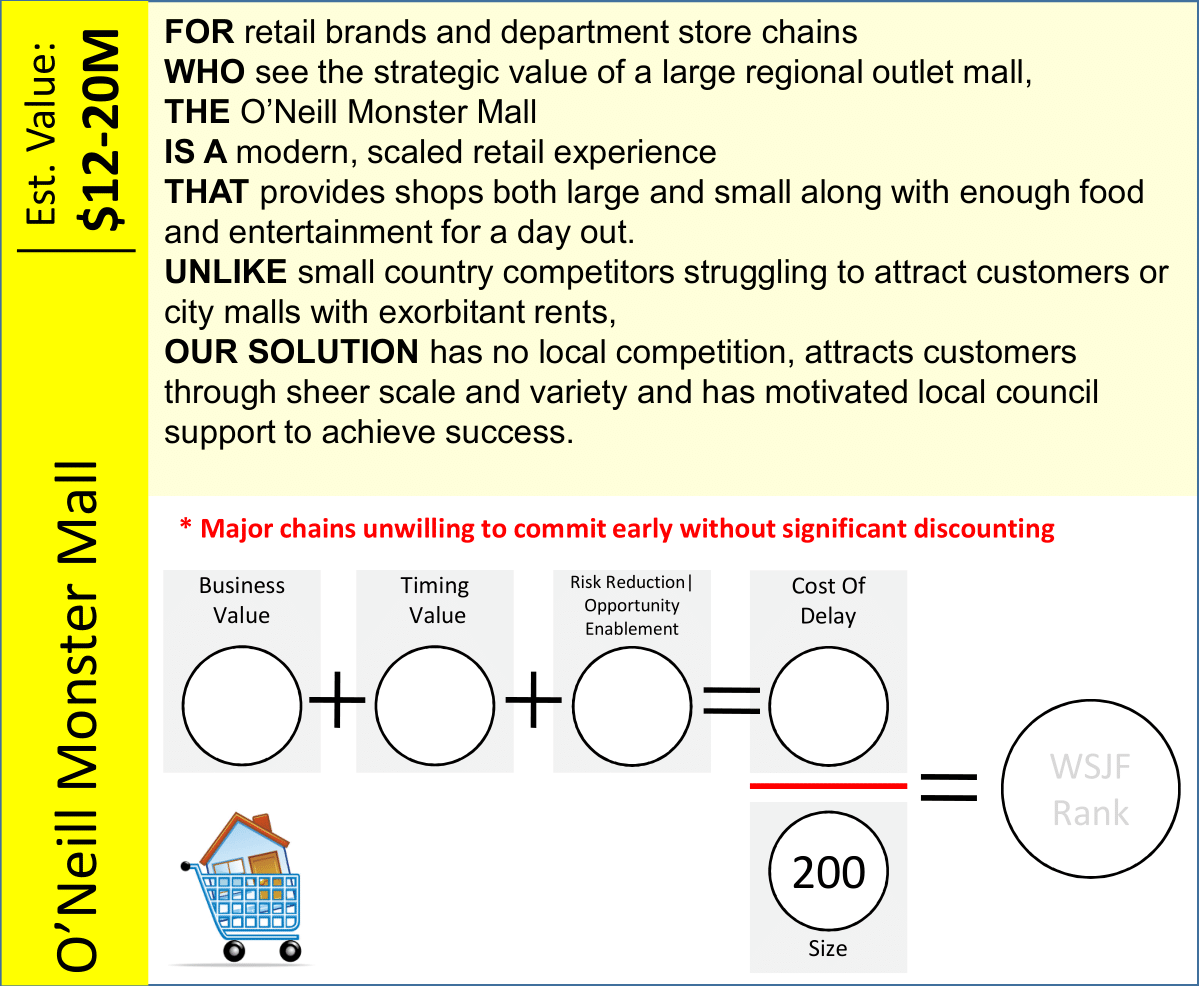 Est. Value:
$12-20M
O’Neill Monster Mall
FOR retail brands and department store chains
WHO see the strategic value of a large regional outlet mall,
THE O’Neill Monster Mall
IS A modern, scaled retail experience
THAT provides shops both large and small along with enough food
and entertainment for a day out.
UNLIKE small country competitors struggling to attract customers or
city malls with exorbitant rents,
OUR SOLUTION has no local competition, attracts customers
through sheer scale and variety and has motivated local council
support to achieve success.
* Major chains unwilling to commit early without significant discounting
Business
Value
+
Timing
Value
+
Risk Reduction|
Opportunity
Enablement
=
Cost Of
Delay
200
Size
=
WSJF
Rank